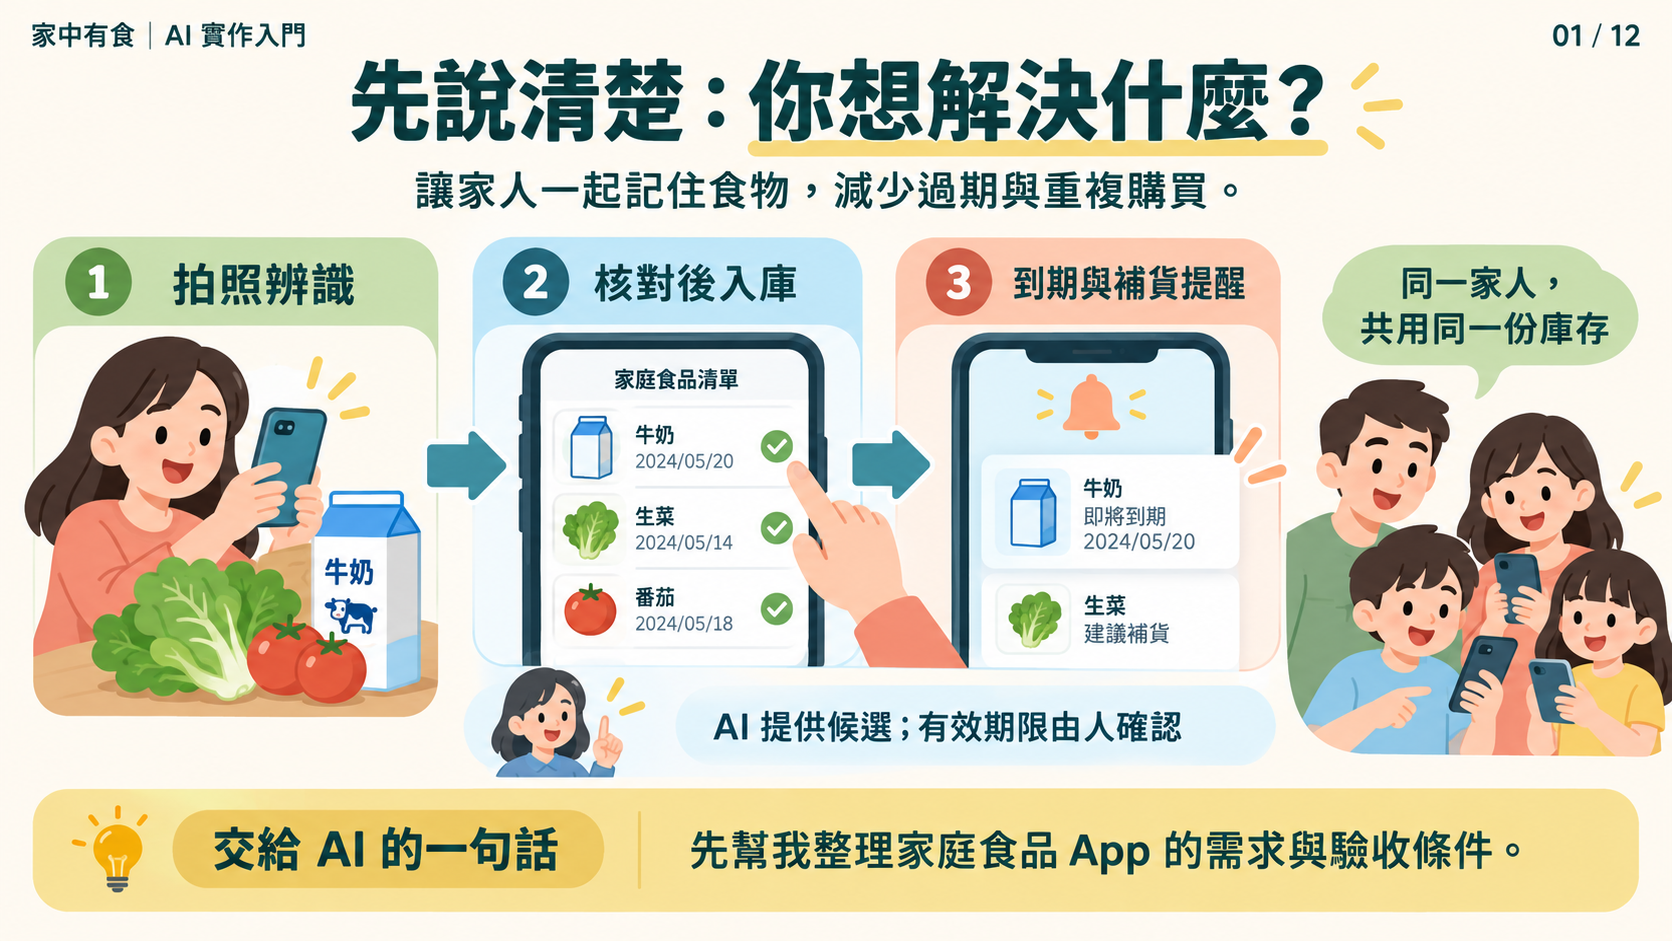 家中有食｜AI 實作入門
01 / 12
先說清楚：你想解決什麼？
讓家人一起記住食物，減少過期與重複購買。
1 拍照辨識
牛奶
2 核對後入庫
家庭食品清單
牛奶
2024/05/20
生菜
2024/05/14
番茄
2024/05/18
3 到期與補貨提醒
牛奶
即將到期
2024/05/20
生菜
建議補貨
同一家人，
共用同一份庫存
AI 提供候選；有效期限由人確認
交給 AI 的一句話
先幫我整理家庭食品 App 的需求與驗收條件。